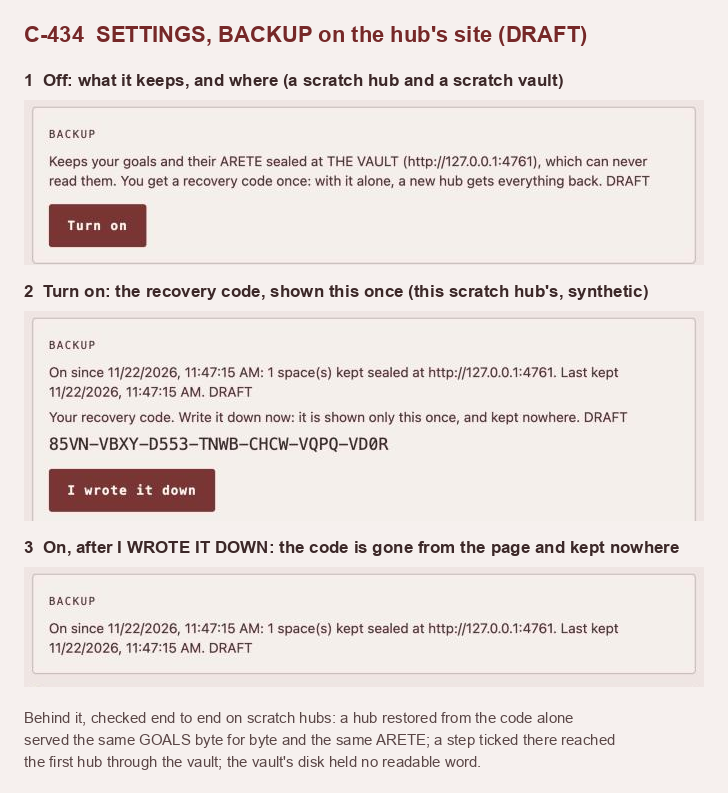 C-434 SETTINGS, BACKUP on the hub's site (DRAFT)
1 Off: what it keeps, and where (a scratch hub and a scratch vault)
BACKUP
Keeps your goals and their ARETE sealed at THE VAULT (http://127.0.0.1:4761), which can never
read them. You get a recovery code once: with it alone, a new hub gets everything back. DRAFT
Turn on
2 Turn on: the recovery code, shown this once (this scratch hub's, synthetic)
BACKUP
On since 11/22/2026, 11:47:15 AM: 1 space(s) kept sealed at http://127.0.0.1:4761. Last kept
11/22/2026, 11:47:15 AM. DRAFT
Your recovery code. Write it down now: it is shown only this once, and kept nowhere. DRAFT
85VN–VBXY–D553–TNWB–CHCW–VQPQ–VD0R
I wrote it down
3 On, after I WROTE IT DOWN: the code is gone from the page and kept nowhere
BACKUP
On since 11/22/2026, 11:47:15 AM: 1 space(s) kept sealed at http://127.0.0.1:4761. Last kept
11/22/2026, 11:47:15 AM. DRAFT
Behind it, checked end to end on scratch hubs: a hub restored from the code alone
served the same GOALS byte for byte and the same ARETE; a step ticked there reached
the first hub through the vault; the vault's disk held no readable word.